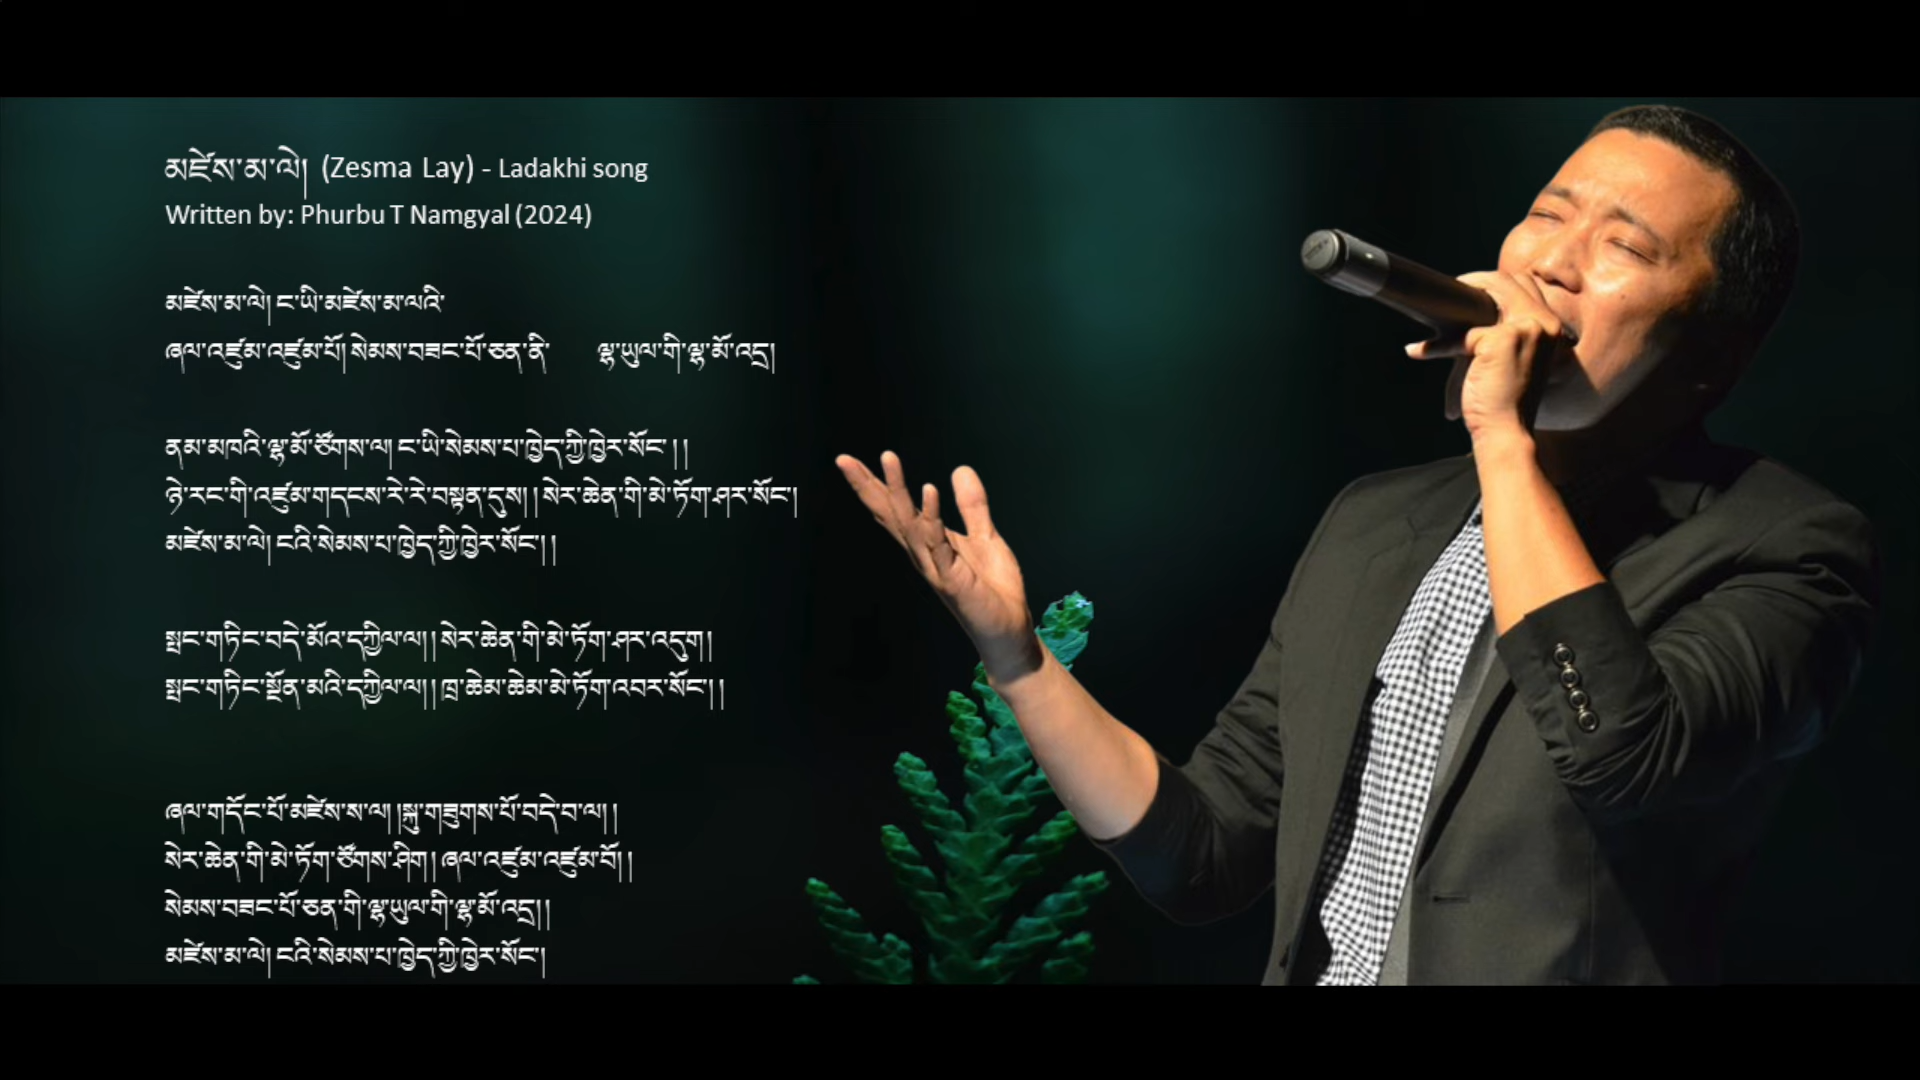 མཛེས་མ་ལེ། (Zesma Lay) - Ladakhi song
Written by: Phurbu T Namgyal (2024)
མཛེས་མ་ལེ། ང་ཡི་མཛེས་མ་ལའི་
ཞལ་འཛུམ་འཛུམ་པོ། སེམས་བཟང་པོ་ཅན་ནི་ ལྷ་ཡུལ་གི་ལྷ་མོ་འདྲ།
ནམ་མཁའི་ལྷ་མོ་ཙོགས་ལ། ང་ཡི་སེམས་པ་ཁྱེད་ཀྱི་ཁྱེར་སོང་། །
ཉེ་རང་གི་འཛུམ་གདངས་རེ་རེ་བསྟན་དུས། །སེར་ཆེན་གི་མེ་ཏོག་ཤར་སོང་།
མཛེས་མ་ལེ། ངའི་སེམས་པ་ཁྱེད་ཀྱི་ཁྱེར་སོང་། །
སྤང་གཏིང་བདེ་མོའ་དཀྱིལ་ལ། །སེར་ཆེན་གི་མེ་ཏོག་ཤར་འདུག །
སྤང་གཏིང་སྔོན་མའི་དཀྱིལ་ལ། །ཁྲ་ཆེམ་ཆེམ་མེ་ཏོག་འབར་སོང་། །
ཞལ་གདོང་པོ་མཛེས་ས་ལ། །སྐུ་གཟུགས་པོ་བདེ་བ་ལ། །
སེར་ཆེན་གི་མེ་ཏོག་ཙོགས་ཤིག །ཞལ་འཛུམ་འཛུམ་བོ། །
སེམས་བཟང་པོ་ཅན་གི་ལྷ་ཡུལ་གི་ལྷ་མོ་འདྲ། །
མཛེས་མ་ལེ། ངའི་སེམས་པ་ཁྱེད་ཀྱི་ཁྱེར་སོང་།